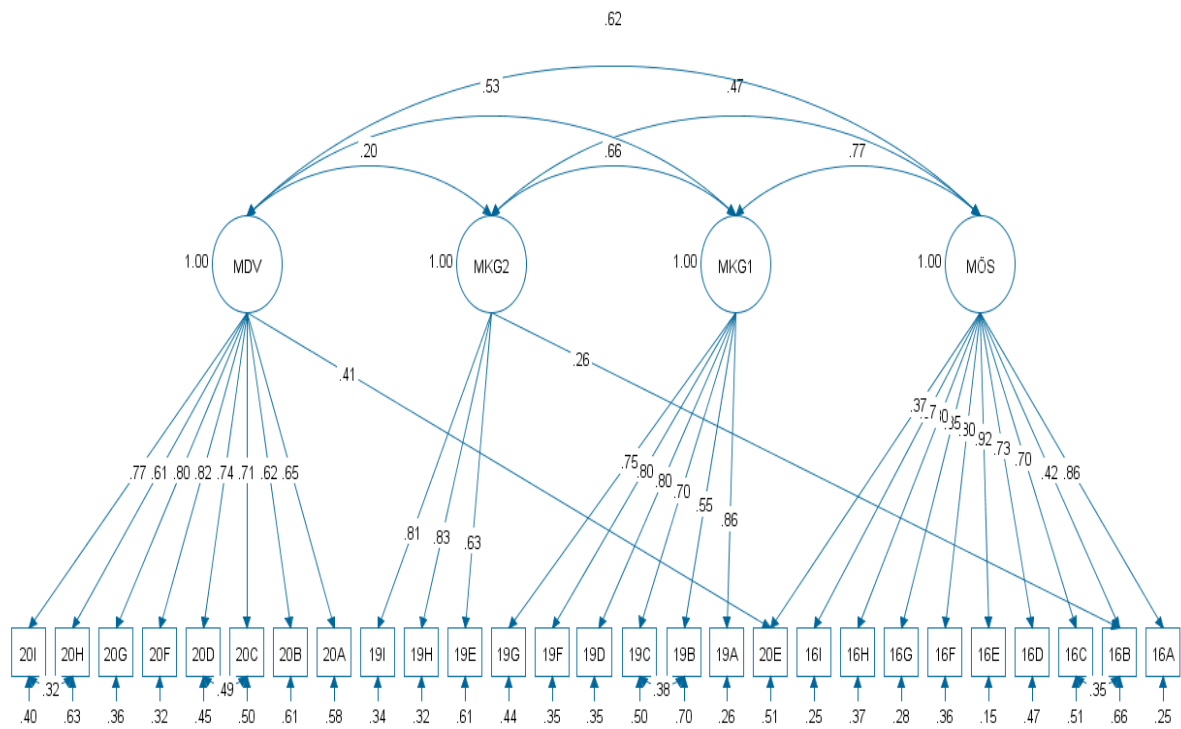 .62
.53 .47
.20 .66 .77
1.00 MDV 1.00 MKG2 1.00 MKG1 1.00 MÖS
.41 .26
.37 .30 .92 .73 .70 .42 .86
.77 .61 .80 .82 .74 .71 .62 .65
.75 .80 .80 .70 .55 .86
.81 .83 .63
20I 20H 20G 20F 20D 20C 20B 20A 19I 19H 19E 19G 19F 19D 19C 19B 19A 20E 16I 16H 16G 16F 16E 16D 16C 16B 16A
.32 .49 .38 .35
.40 .63 .36 .32 .45 .50 .61 .58 .34 .32 .61 .44 .35 .35 .50 .70 .26 .51 .25 .37 .28 .36 .15 .47 .51 .66 .25